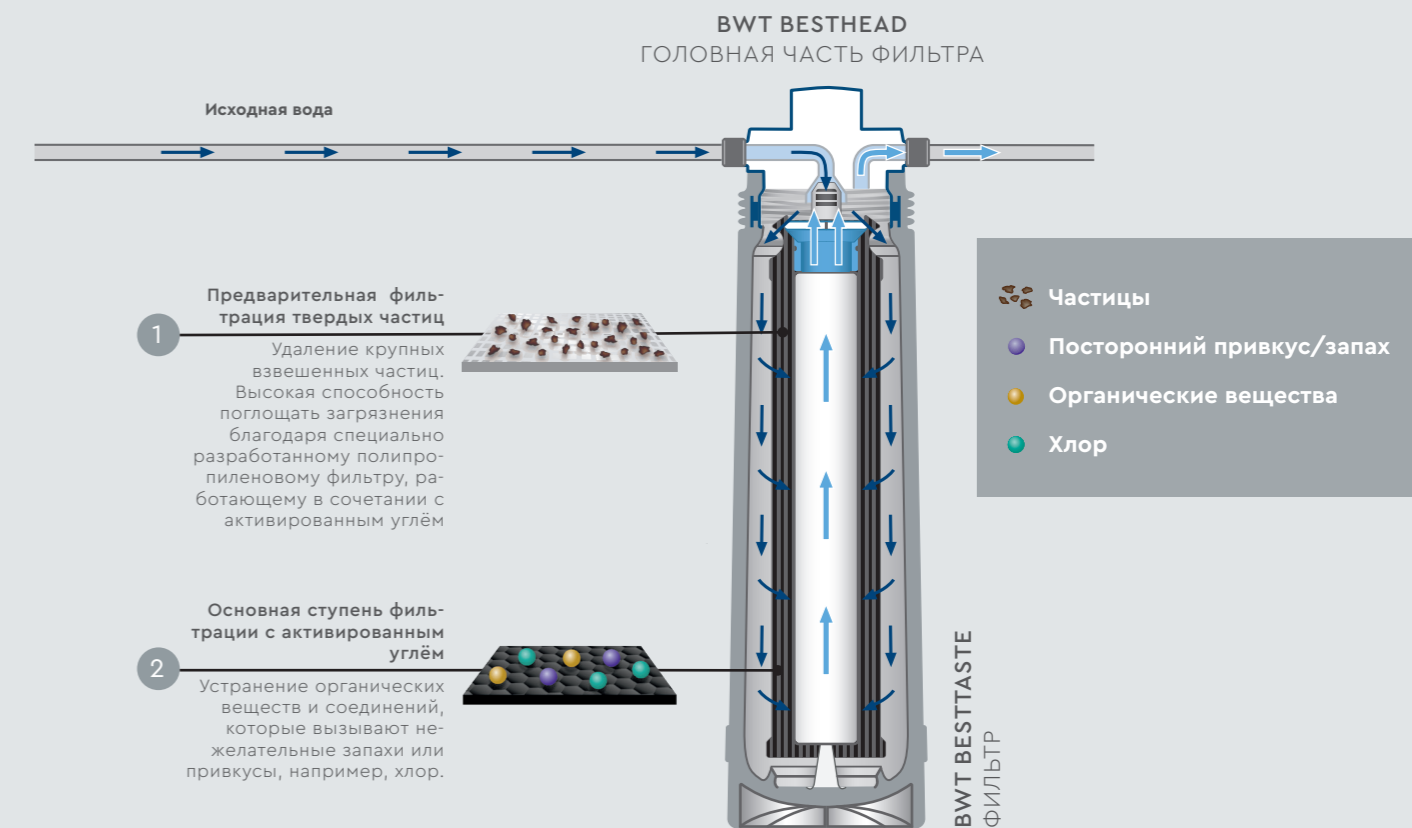 BWT BESTHEAD
ГОЛОВНАЯ ЧАСТЬ ФИЛЬТРА
Исходная вода
Предварительная филь-
трация твердых частиц
1
Удаление крупных
взвешенных частиц.
Высокая способность
поглощать загрязнения
благодаря специально
разработанному полипро-
пиленовому фильтру, ра-
ботающему в сочетании с
активированным углём
Частицы
Посторонний привкус/запах
Органические вещества
Хлор
Основная ступень филь-
трации с активированным
углём
2
Устранение органических
веществ и соединений,
которые вызывают не-
желательные запахи или
привкусы, например, хлор.
BWT BESTTASTE
ФИЛЬТР